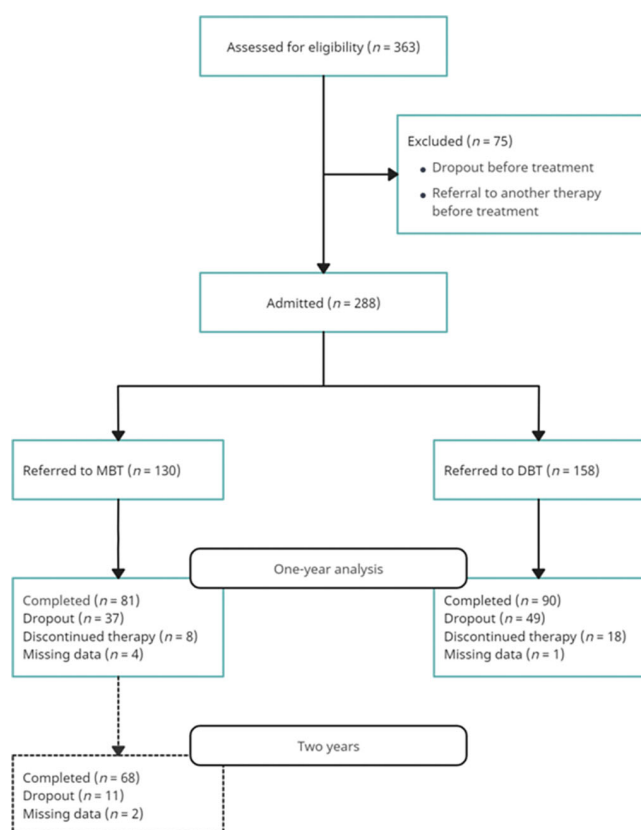 Assessed for eligibility (n = 363)
Excluded (n = 75)
• Dropout before treatment
• Referral to another therapy
before treatment
Admitted (n = 288)
Referred to MBT (n = 130)
Referred to DBT (n = 158)
One-year analysis
Completed (n = 81)
Dropout (n = 37)
Discontinued therapy (n = 8)
Missing data (n = 4)
Completed (n = 90)
Dropout (n = 49)
Discontinued therapy (n = 18)
Missing data (n = 1)
Two years
Completed (n = 68)
Dropout (n = 11)
Missing data (n = 2)